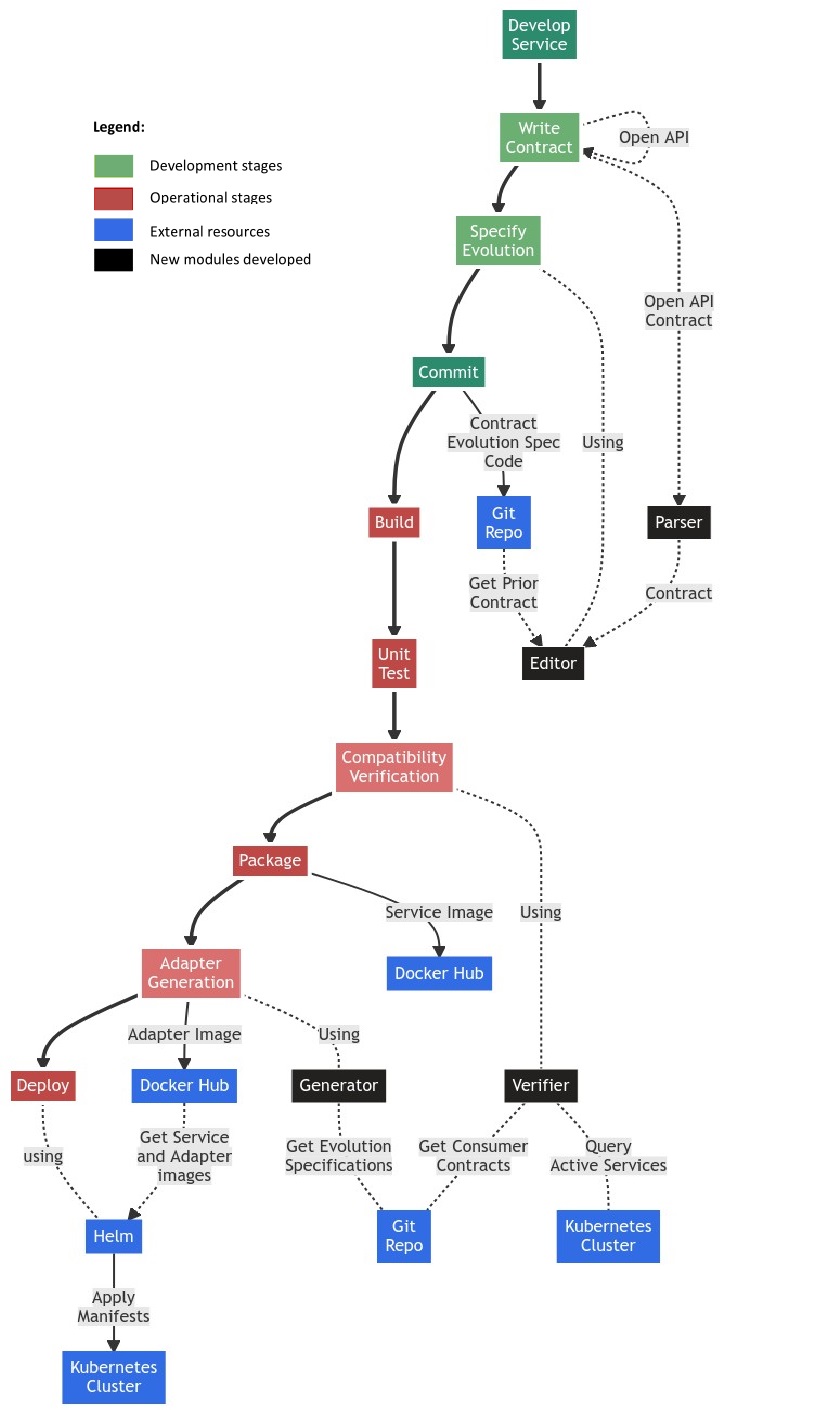 Develop
Service
Legend:
Write
Contract
Open API
Development stages
Operational stages
Specify
Evolution
External resources
New modules developed
Open API
Contract
Commit
Contract
Evolution Spec
Code
Using
Build
Git
Repo
Parser
Get Prior
Contract
Contract
Unit
Test
Editor
Compatibility
Verification
Package
Service Image
Using
Adapter
Generation
Docker Hub
Adapter Image
Using
Deploy
Docker Hub
Generator
Verifier
using
Get Service
and Adapter
images
Get Evolution
Specifications
Get Consumer
Contracts
Query
Active Services
Helm
Git
Repo
Kubernetes
Cluster
Apply
Manifests
Kubernetes
Cluster